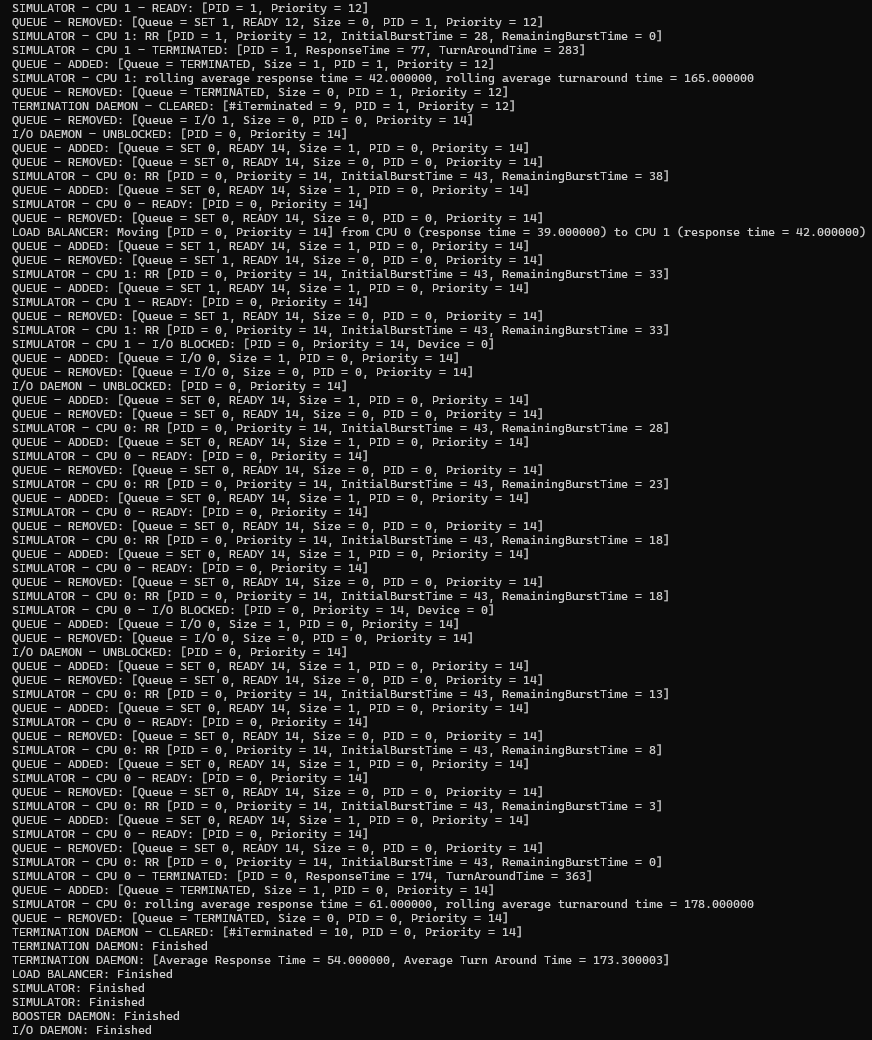 SIMULATOR - CPU 1 - READY: [PID = 1, Priority = 12]
QUEUE - REMOVED: [Queue = SET 1, READY 12, Size = 0, PID = 1, Priority = 12]
SIMULATOR - CPU 1: RR [PID = 1, Priority = 12, InitialBurstTime = 28, RemainingBurstTime = 0]
SIMULATOR - CPU 1 - TERMINATED: [PID = 1, ResponseTime = 77, TurnAroundTime = 283]
QUEUE - ADDED: [Queue = TERMINATED, Size = 1, PID = 1, Priority = 12]
SIMULATOR - CPU 1: rolling average response time = 42.000000, rolling average turnaround time = 165.000000
QUEUE - REMOVED: [Queue = TERMINATED, Size = 0, PID = 1, Priority = 12]
TERMINATION DAEMON - CLEARED: [#iTerminated = 9, PID = 1, Priority = 12]
QUEUE - REMOVED: [Queue = I/O 1, Size = 0, PID = 0, Priority = 14]
I/O DAEMON - UNBLOCKED: [PID = 0, Priority = 14]
QUEUE - ADDED: [Queue = SET 0, READY 14, Size = 1, PID = 0, Priority = 14]
QUEUE - REMOVED: [Queue = SET 0, READY 14, Size = 0, PID = 0, Priority = 14]
SIMULATOR - CPU 0: RR [PID = 0, Priority = 14, InitialBurstTime = 43, RemainingBurstTime = 38]
QUEUE - ADDED: [Queue = SET 0, READY 14, Size = 1, PID = 0, Priority = 14]
SIMULATOR - CPU 0 - READY: [PID = 0, Priority = 14]
QUEUE - REMOVED: [Queue = SET 0, READY 14, Size = 0, PID = 0, Priority = 14]
LOAD BALANCER: Moving [PID = 0, Priority = 14] from CPU 0 (response time = 39.000000) to CPU 1 (response time = 42.000000)
QUEUE - ADDED: [Queue = SET 1, READY 14, Size = 1, PID = 0, Priority = 14]
QUEUE - REMOVED: [Queue = SET 1, READY 14, Size = 0, PID = 0, Priority = 14]
SIMULATOR - CPU 1: RR [PID = 0, Priority = 14, InitialBurstTime = 43, RemainingBurstTime = 33]
QUEUE - ADDED: [Queue = SET 1, READY 14, Size = 1, PID = 0, Priority = 14]
SIMULATOR - CPU 1 - READY: [PID = 0, Priority = 14]
QUEUE - REMOVED: [Queue = SET 1, READY 14, Size = 0, PID = 0, Priority = 14]
SIMULATOR - CPU 1: RR [PID = 0, Priority = 14, InitialBurstTime = 43, RemainingBurstTime = 33]
SIMULATOR - CPU 1 - I/O BLOCKED: [PID = 0, Priority = 14, Device = 0]
QUEUE - ADDED: [Queue = I/O 0, Size = 1, PID = 0, Priority = 14]
QUEUE - REMOVED: [Queue = I/O 0, Size = 0, PID = 0, Priority = 14]
I/O DAEMON - UNBLOCKED: [PID = 0, Priority = 14]
QUEUE - ADDED: [Queue = SET 0, READY 14, Size = 1, PID = 0, Priority = 14]
QUEUE - REMOVED: [Queue = SET 0, READY 14, Size = 0, PID = 0, Priority = 14]
SIMULATOR - CPU 0: RR [PID = 0, Priority = 14, InitialBurstTime = 43, RemainingBurstTime = 28]
QUEUE - ADDED: [Queue = SET 0, READY 14, Size = 1, PID = 0, Priority = 14]
SIMULATOR - CPU 0 - READY: [PID = 0, Priority = 14]
QUEUE - REMOVED: [Queue = SET 0, READY 14, Size = 0, PID = 0, Priority = 14]
SIMULATOR - CPU 0: RR [PID = 0, Priority = 14, InitialBurstTime = 43, RemainingBurstTime = 23]
QUEUE - ADDED: [Queue = SET 0, READY 14, Size = 1, PID = 0, Priority = 14]
SIMULATOR - CPU 0 - READY: [PID = 0, Priority = 14]
QUEUE - REMOVED: [Queue = SET 0, READY 14, Size = 0, PID = 0, Priority = 14]
SIMULATOR - CPU 0: RR [PID = 0, Priority = 14, InitialBurstTime = 43, RemainingBurstTime = 18]
QUEUE - ADDED: [Queue = SET 0, READY 14, Size = 1, PID = 0, Priority = 14]
SIMULATOR - CPU 0 - READY: [PID = 0, Priority = 14]
QUEUE - REMOVED: [Queue = SET 0, READY 14, Size = 0, PID = 0, Priority = 14]
SIMULATOR - CPU 0: RR [PID = 0, Priority = 14, InitialBurstTime = 43, RemainingBurstTime = 18]
SIMULATOR - CPU 0 - I/O BLOCKED: [PID = 0, Priority = 14, Device = 0]
QUEUE - ADDED: [Queue = I/O 0, Size = 1, PID = 0, Priority = 14]
QUEUE - REMOVED: [Queue = I/O 0, Size = 0, PID = 0, Priority = 14]
I/O DAEMON - UNBLOCKED: [PID = 0, Priority = 14]
QUEUE - ADDED: [Queue = SET 0, READY 14, Size = 1, PID = 0, Priority = 14]
QUEUE - REMOVED: [Queue = SET 0, READY 14, Size = 0, PID = 0, Priority = 14]
SIMULATOR - CPU 0: RR [PID = 0, Priority = 14, InitialBurstTime = 43, RemainingBurstTime = 13]
QUEUE - ADDED: [Queue = SET 0, READY 14, Size = 1, PID = 0, Priority = 14]
SIMULATOR - CPU 0 - READY: [PID = 0, Priority = 14]
QUEUE - REMOVED: [Queue = SET 0, READY 14, Size = 0, PID = 0, Priority = 14]
SIMULATOR - CPU 0: RR [PID = 0, Priority = 14, InitialBurstTime = 43, RemainingBurstTime = 8]
QUEUE - ADDED: [Queue = SET 0, READY 14, Size = 1, PID = 0, Priority = 14]
SIMULATOR - CPU 0 - READY: [PID = 0, Priority = 14]
QUEUE - REMOVED: [Queue = SET 0, READY 14, Size = 0, PID = 0, Priority = 14]
SIMULATOR - CPU 0: RR [PID = 0, Priority = 14, InitialBurstTime = 43, RemainingBurstTime = 3]
QUEUE - ADDED: [Queue = SET 0, READY 14, Size = 1, PID = 0, Priority = 14]
SIMULATOR - CPU 0 - READY: [PID = 0, Priority = 14]
QUEUE - REMOVED: [Queue = SET 0, READY 14, Size = 0, PID = 0, Priority = 14]
SIMULATOR - CPU 0: RR [PID = 0, Priority = 14, InitialBurstTime = 43, RemainingBurstTime = 0]
SIMULATOR - CPU 0 - TERMINATED: [PID = 0, ResponseTime = 174, TurnAroundTime = 363]
QUEUE - ADDED: [Queue = TERMINATED, Size = 1, PID = 0, Priority = 14]
SIMULATOR - CPU 0: rolling average response time = 61.000000, rolling average turnaround time = 178.000000
QUEUE - REMOVED: [Queue = TERMINATED, Size = 0, PID = 0, Priority = 14]
TERMINATION DAEMON - CLEARED: [#iTerminated = 10, PID = 0, Priority = 14]
TERMINATION DAEMON: Finished
TERMINATION DAEMON: [Average Response Time = 54.000000, Average Turn Around Time = 173.300003]
LOAD BALANCER: Finished
SIMULATOR: Finished
SIMULATOR: Finished
BOOSTER DAEMON: Finished
I/O DAEMON: Finished